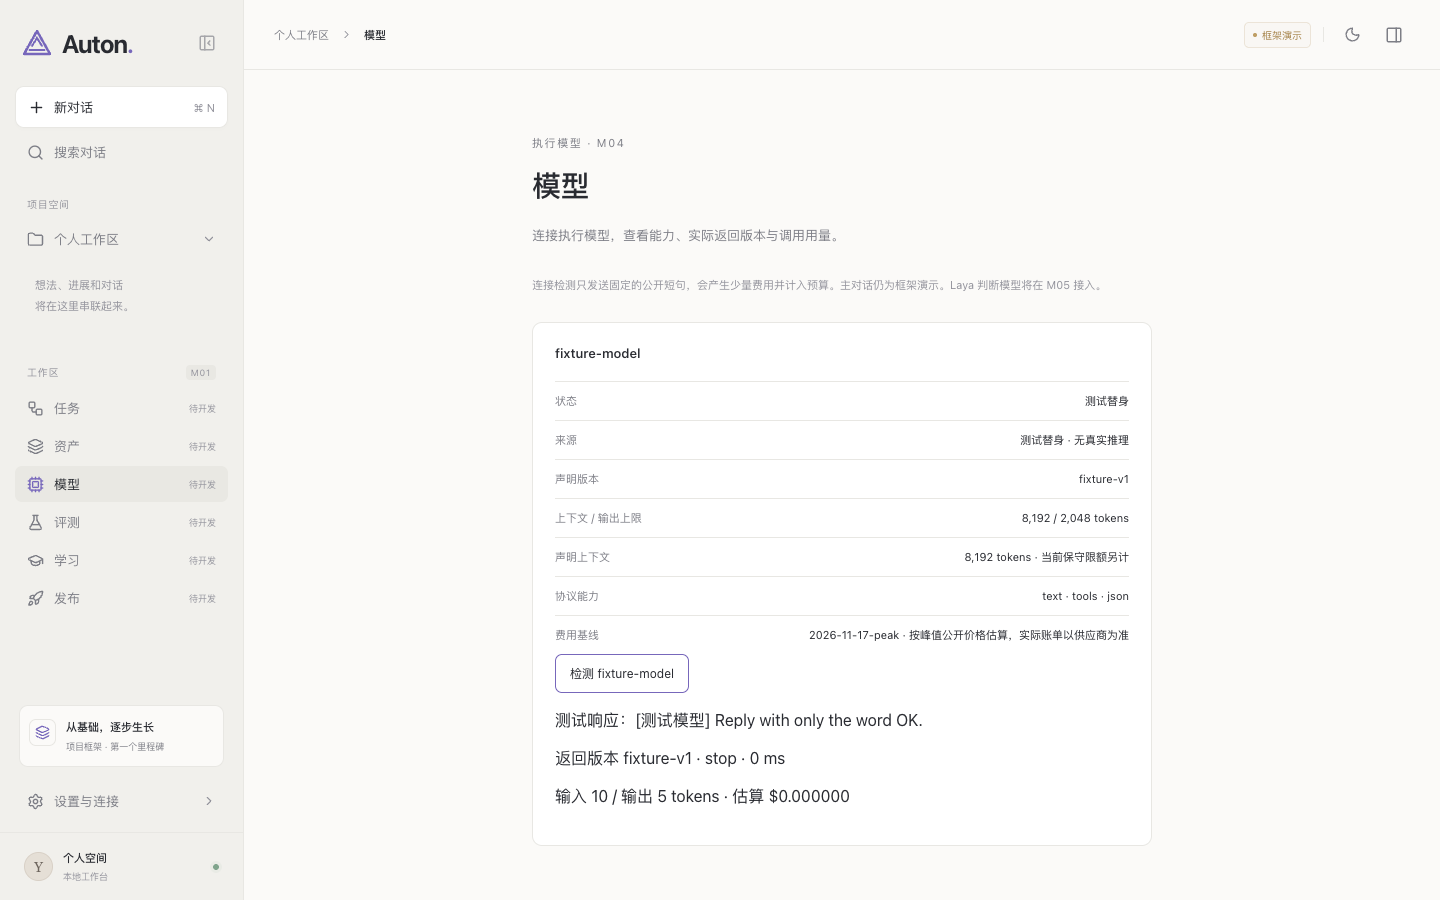 Auton.
新对话
⌘ N
搜索对话
项目空间
个人工作区
想法、进展和对话
将在这里串联起来。
工作区
M01
任务
待开发
资产
待开发
模型
待开发
评测
待开发
学习
待开发
发布
待开发
从基础，逐步生长
项目框架 · 第一个里程碑
设置与连接
Y
个人空间
本地工作台
个人工作区
模型
框架演示
执行模型 · M04
模型
连接执行模型，查看能力、实际返回版本与调用用量。
连接检测只发送固定的公开短句，会产生少量费用并计入预算。主对话仍为框架演示。Laya 判断模型将在 M05 接入。
fixture-model
状态
测试替身
来源
测试替身 · 无真实推理
声明版本
fixture-v1
上下文 / 输出上限
8,192 / 2,048 tokens
声明上下文
8,192 tokens · 当前保守限额另计
协议能力
text · tools · json
费用基线
2026-11-17-peak · 按峰值公开价格估算，实际账单以供应商为准
检测 fixture-model
测试响应：[测试模型] Reply with only the word OK.
返回版本 fixture-v1 · stop · 0 ms
输入 10 / 输出 5 tokens · 估算 $0.000000